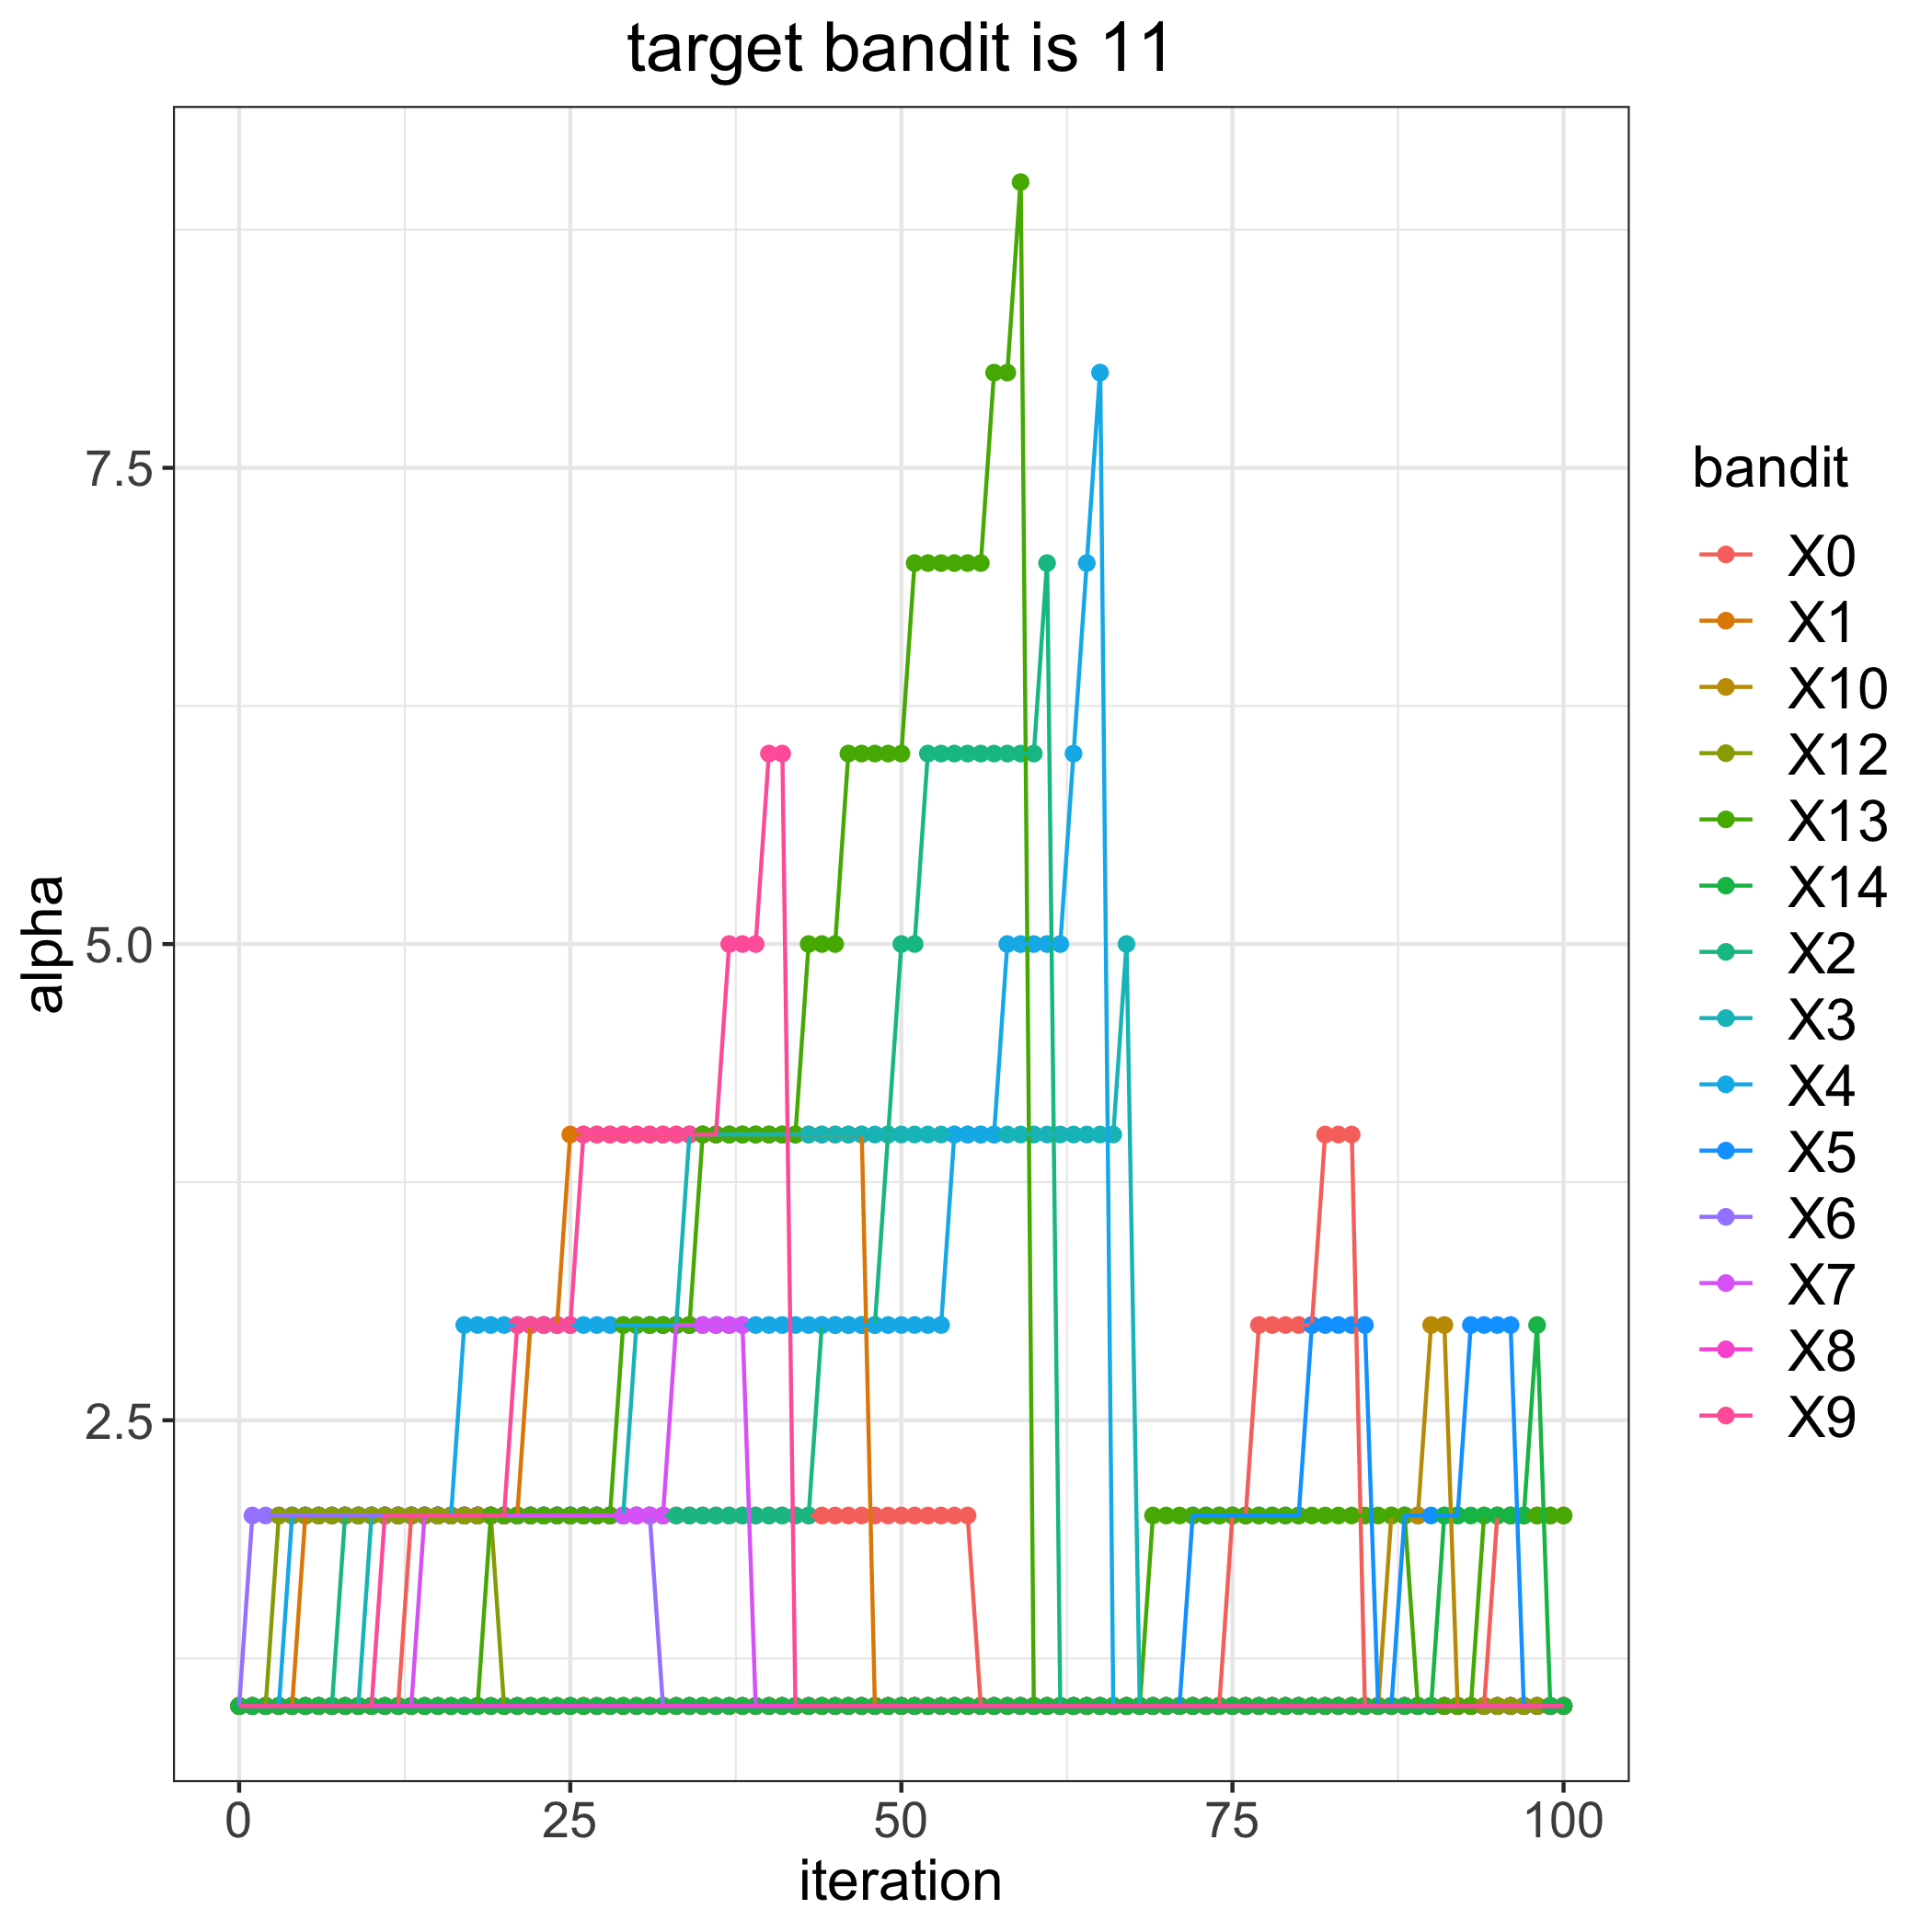 target bandit is 11
alpha
7.5
5.0
2.5
0 25 50 75 100
iteration
bandit
X0
X1
X10
X12
X13
X14
X2
X3
X4
X5
X6
X7
X8
X9